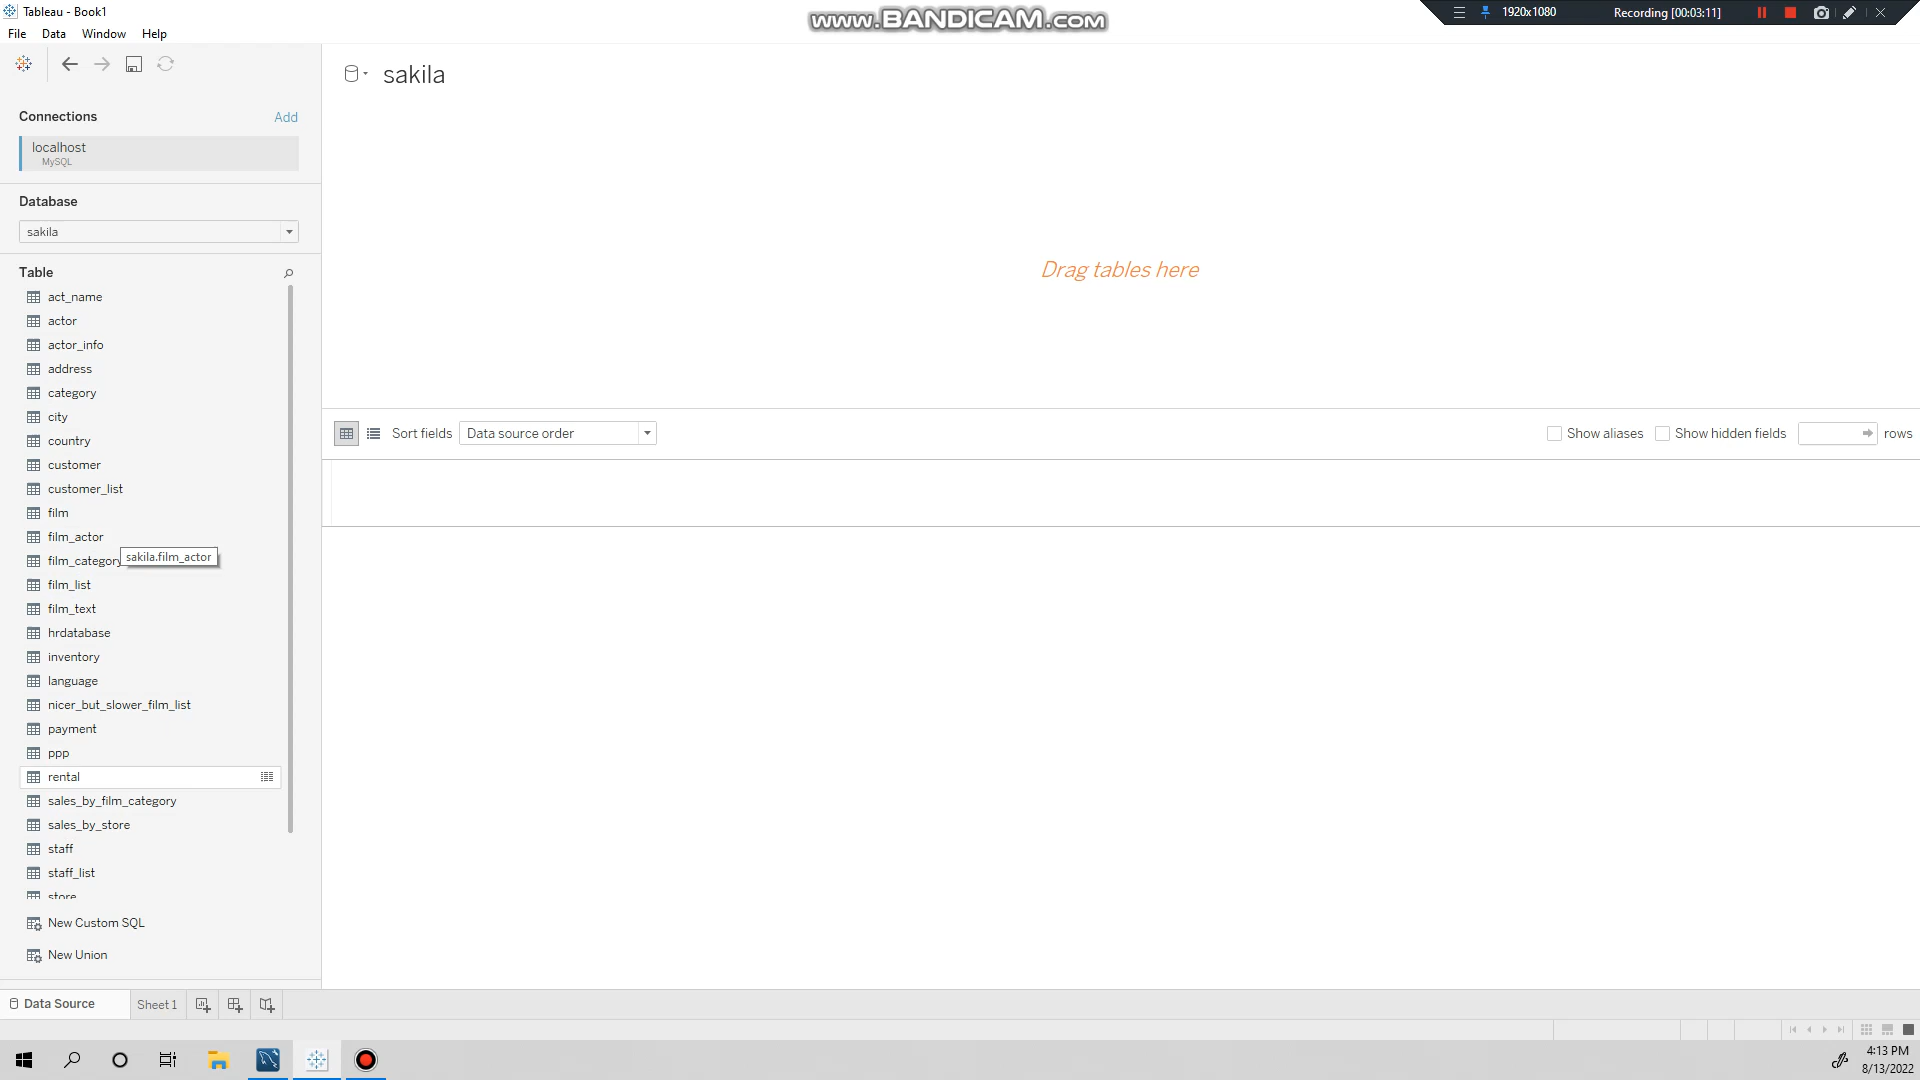 Tableau - Book1
www.BANDICAM.com
1920x1080
Recording [00:03:11]
File Data Window Help
sakila
Connections
Add
localhost
MySQL
Database
sakila
Table
act_name
actor
actor_info
address
category
city
country
customer
customer_list
film
film_actor
sakila.film_actor
film_category
film_list
film_text
hrdatabase
inventory
language
nicer_but_slower_film_list
payment
ppp
rental
sales_by_film_category
sales_by_store
staff
staff_list
store
New Custom SQL
New Union
Drag tables here
Sort fields
Data source order
Show aliases
Show hidden fields
rows
Data Source
Sheet 1
4:13 PM
8/13/2022